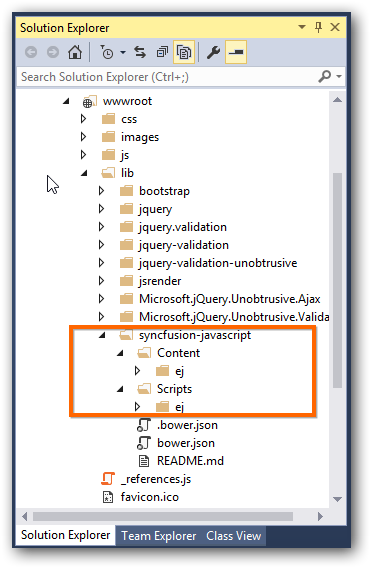 Solution Explorer
Search Solution Explorer (Ctrl+;)
wwwroot
css
images
js
lib
bootstrap
jquery
jquery.validation
jquery-validation
jquery-validation-unobtrusive
jsrender
Microsoft.jQuery.Unobtrusive.Ajax
Microsoft.jQuery.Unobtrusive.Valida
syncfusion-javascript
Content
ej
Scripts
ej
.bower.json
bower.json
README.md
_references.js
favicon.ico
Solution Explorer Team Explorer Class View